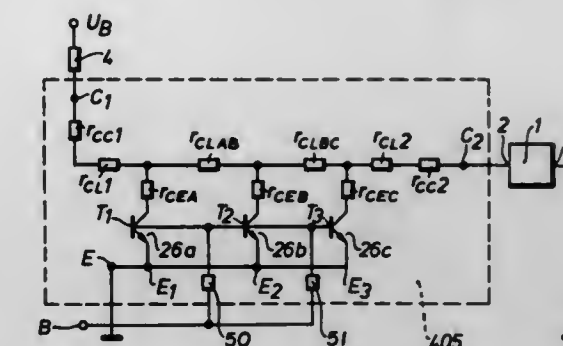 U_B
4
C_1
r_CC1
r_CLAB r_CLBC r_CL2 C_2 2 1
r_CL1 r_CC2
r_CEA r_CEB r_CEC
T_1 T_2 T_3
26a 26b 26c
E
E_1 E_2 E_3
B 50 51 405